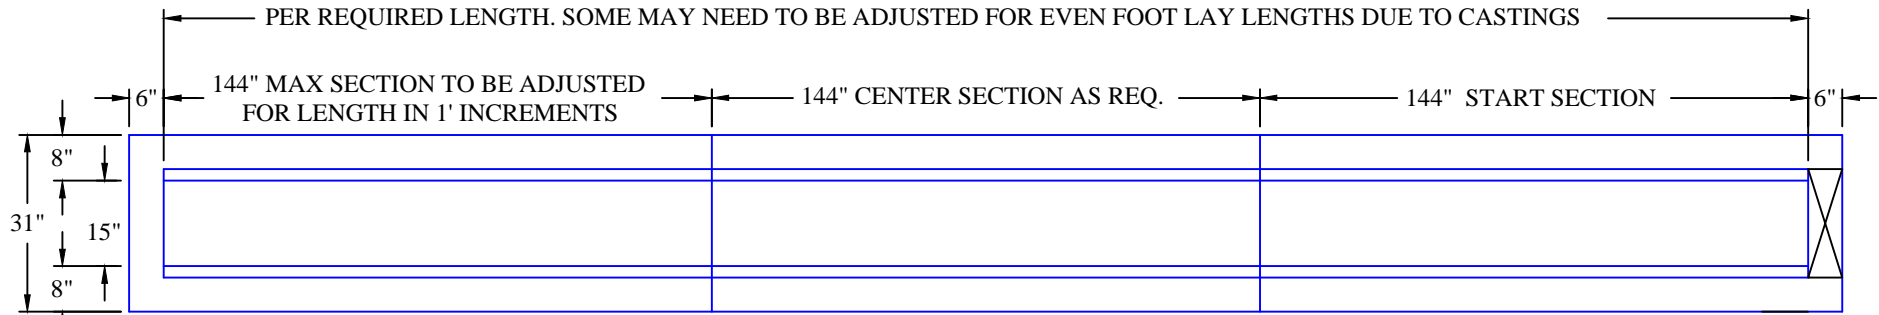 PER REQUIRED LENGTH. SOME MAY NEED TO BE ADJUSTED FOR EVEN FOOT LAY LENGTHS DUE TO CASTINGS
6"
144" MAX SECTION TO BE ADJUSTED
FOR LENGTH IN 1' INCREMENTS
144" CENTER SECTION AS REQ.
144" START SECTION
6"
8"
31"
15"
8"